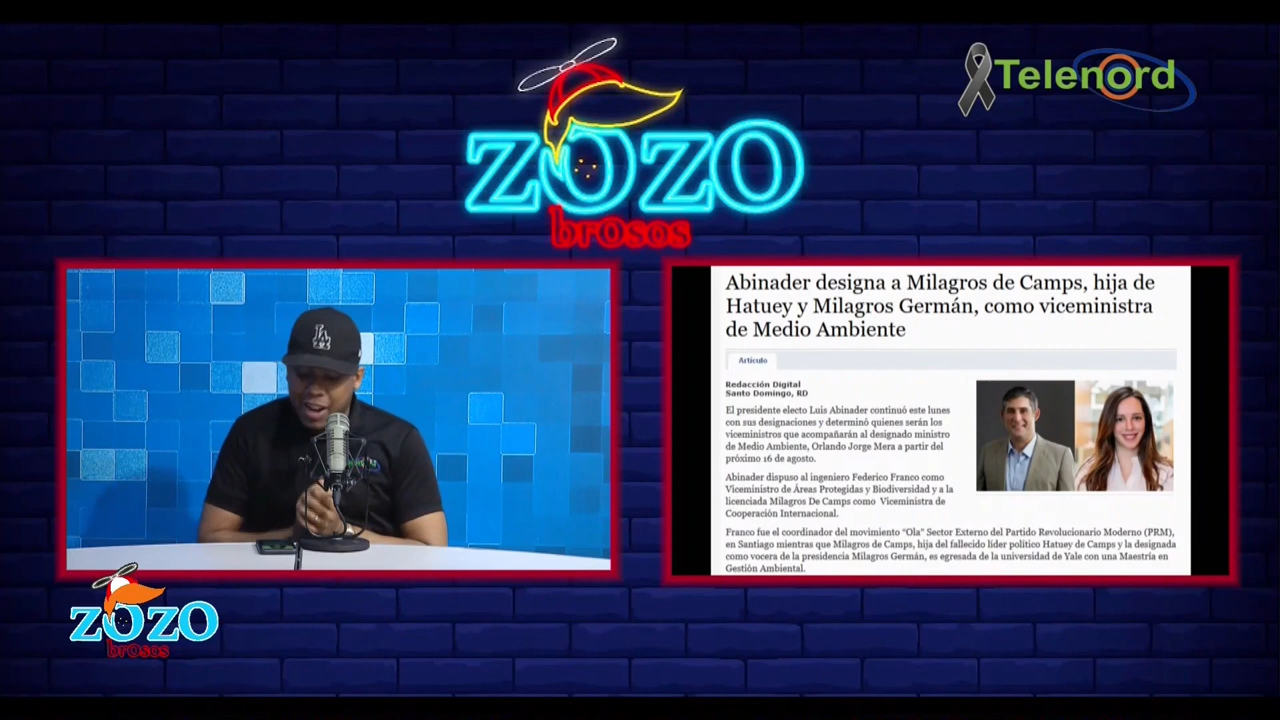 Telenord
ZOZO
brosos
LA
Abinader designa a Milagros de Camps, hija de
Hatuey y Milagros Germán, como viceministra
de Medio Ambiente
Artículo
Redacción Digital
Santo Domingo, RD
El presidente electo Luis Abinader continuó este lunes
con sus designaciones y determinó quienes serán los
viceministros que acompañarán al designado ministro
de Medio Ambiente, Orlando Jorge Mera a partir del
próximo 16 de agosto.
Abinader dispuso al ingeniero Federico Franco como
Viceministro de Áreas Protegidas y Biodiversidad y a la
licenciada Milagros De Camps como Viceministra de
Cooperación Internacional.
Franco fue el coordinador del movimiento “Ola” Sector Externo del Partido Revolucionario Moderno (PRM),
en Santiago mientras que Milagros de Camps, hija del fallecido líder político Hatuey de Camps y la designada
como vocera de la presidencia Milagros Germán, es egresada de la universidad de Yale con una Maestría en
Gestión Ambiental.
ZOZO
brosos